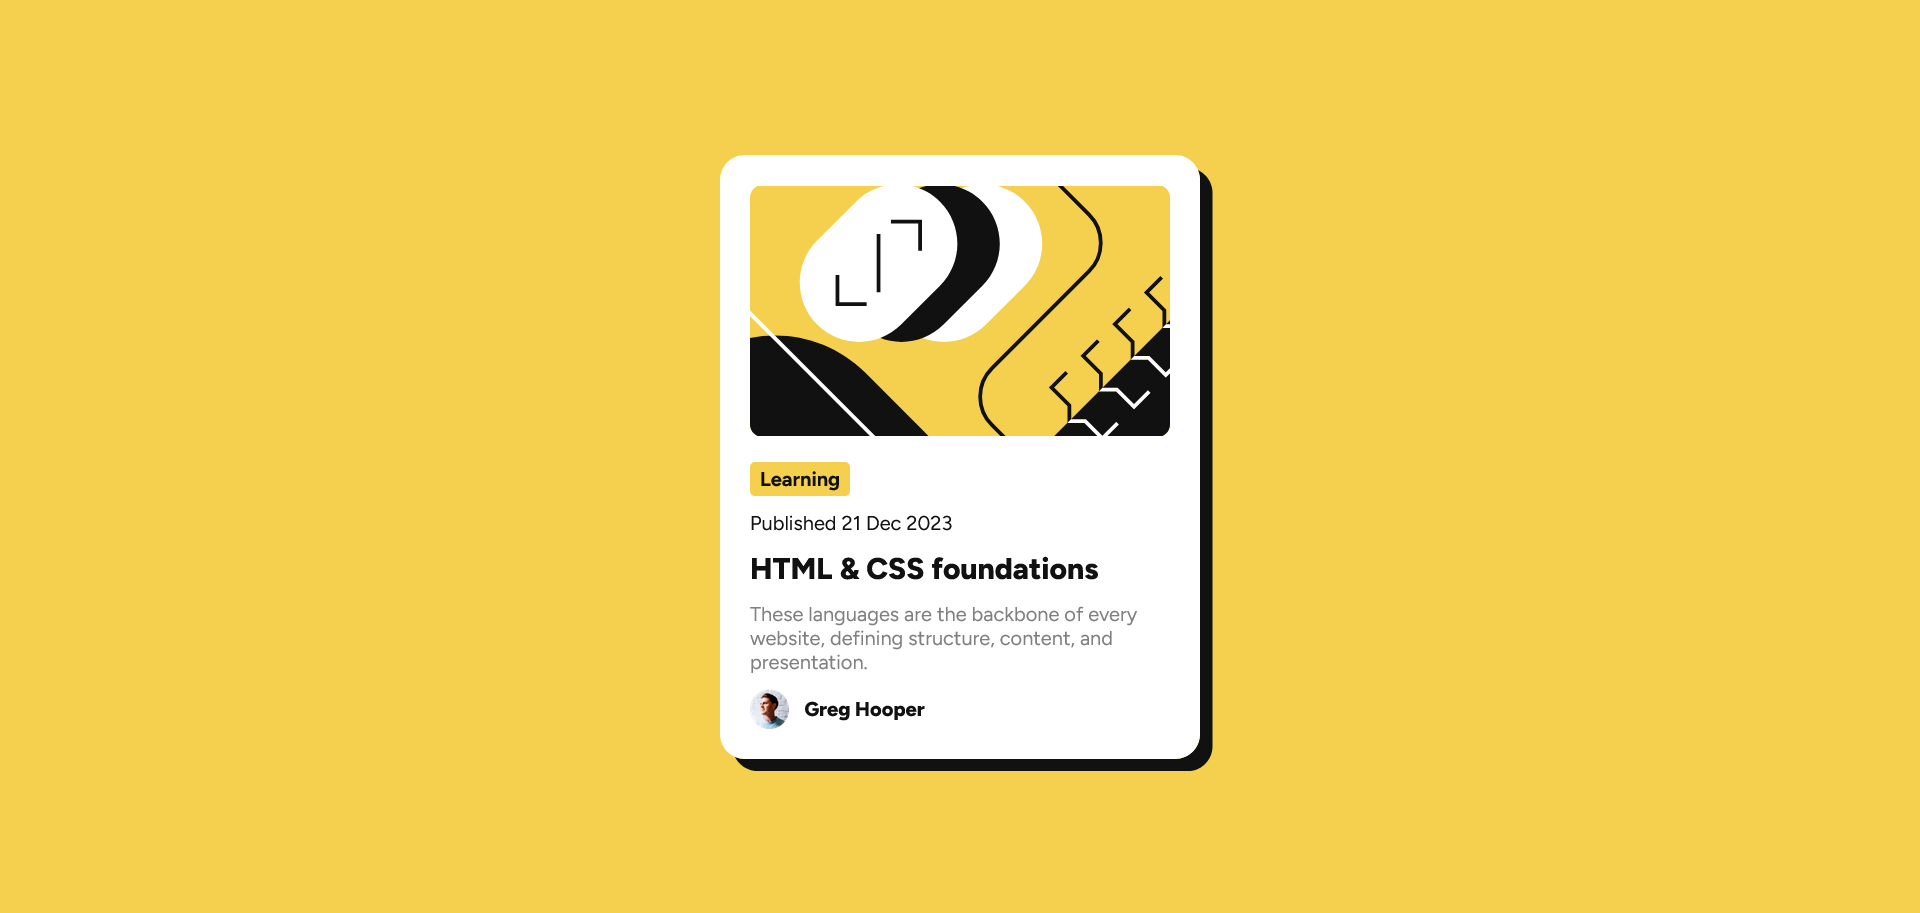 Learning
Published 21 Dec 2023
HTML & CSS foundations
These languages are the backbone of every
website, defining structure, content, and
presentation.
Greg Hooper